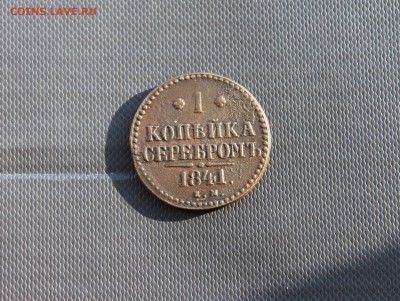 COINS.LAVE.RU
1
КОПѢЙКА
СЕРЕБРОМЪ
1841.